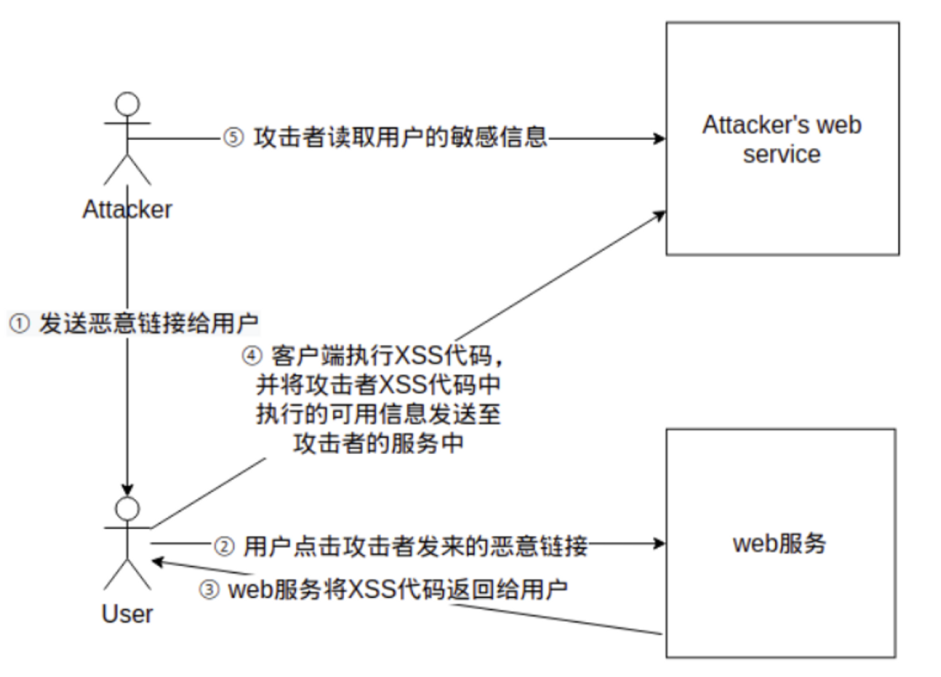 Attacker's web
service
⑤ 攻击者读取用户的敏感信息
Attacker
① 发送恶意链接给用户
④ 客户端执行XSS代码，
并将攻击者XSS代码中
执行的可用信息发送至
攻击者的服务中
② 用户点击攻击者发来的恶意链接
web服务
③ web服务将XSS代码返回给用户
User